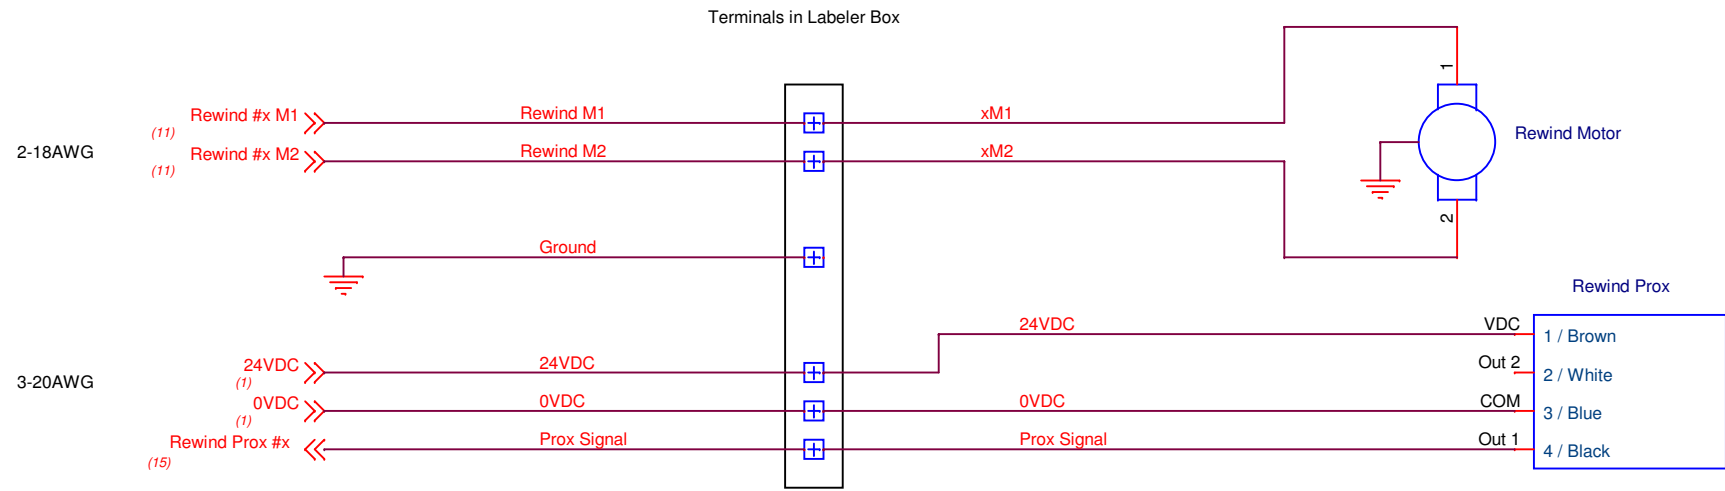 Terminals in Labeler Box
1
Rewind #x M1
Rewind M1
xM1
(11)
Rewind Motor
2-18AWG
Rewind #x M2
Rewind M2
xM2
(11)
2
Ground
Rewind Prox
24VDC
VDC
1 / Brown
24VDC
24VDC
Out 2
2 / White
3-20AWG
(1)
0VDC
0VDC
0VDC
COM
3 / Blue
(1)
Rewind Prox #x
Prox Signal
Prox Signal
Out 1
4 / Black
(15)